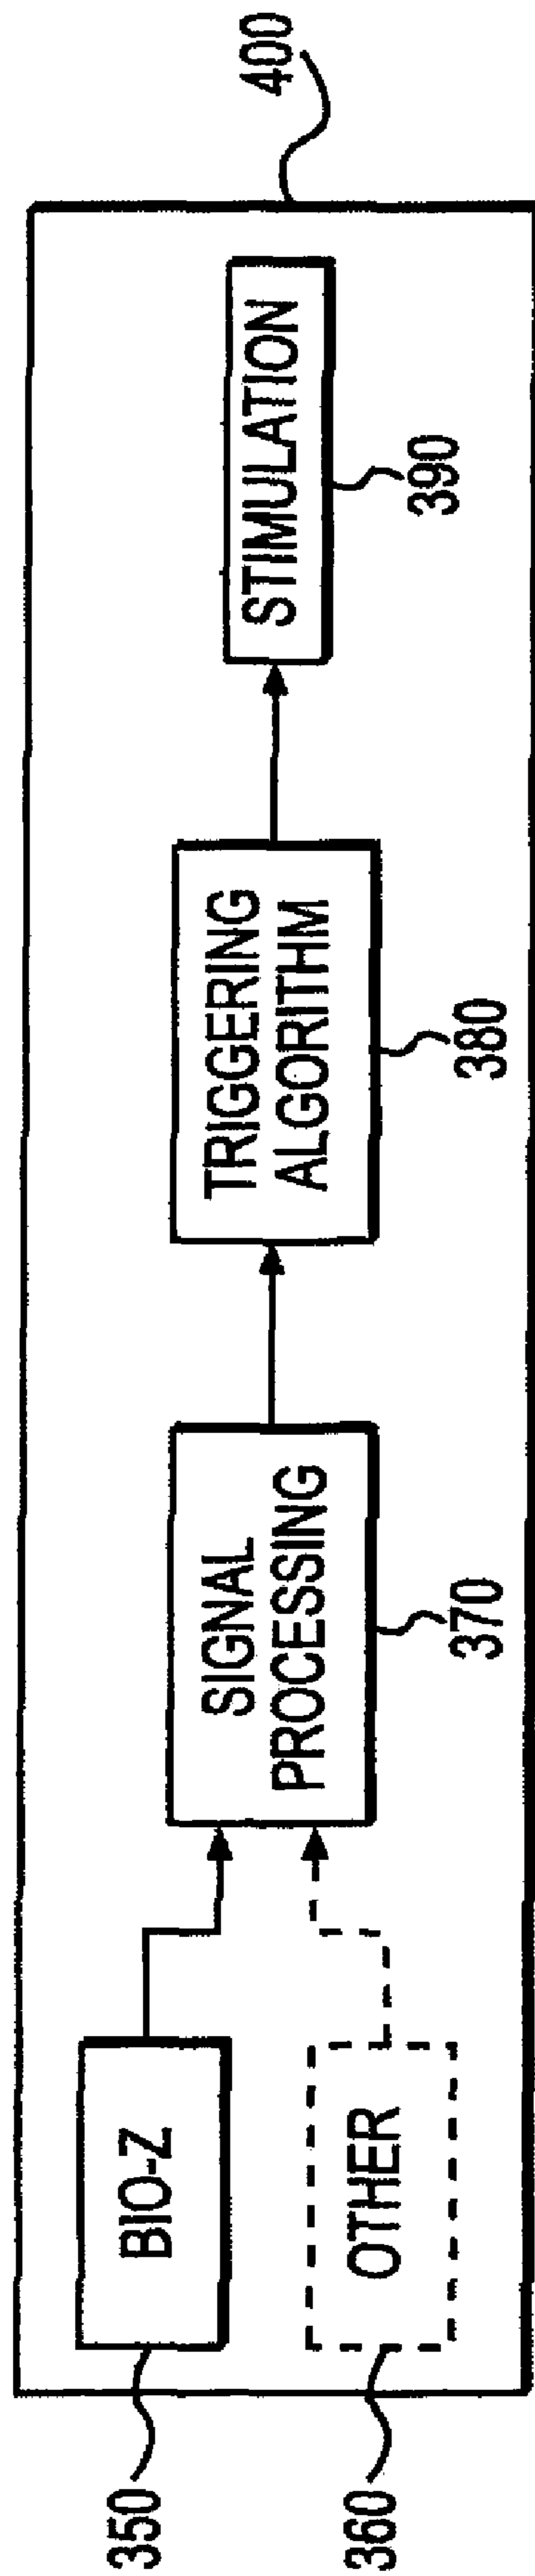 400
BIO-Z
350
OTHER
360
SIGNAL
PROCESSING
370
TRIGGERING
ALGORITHM
380
STIMULATION
390